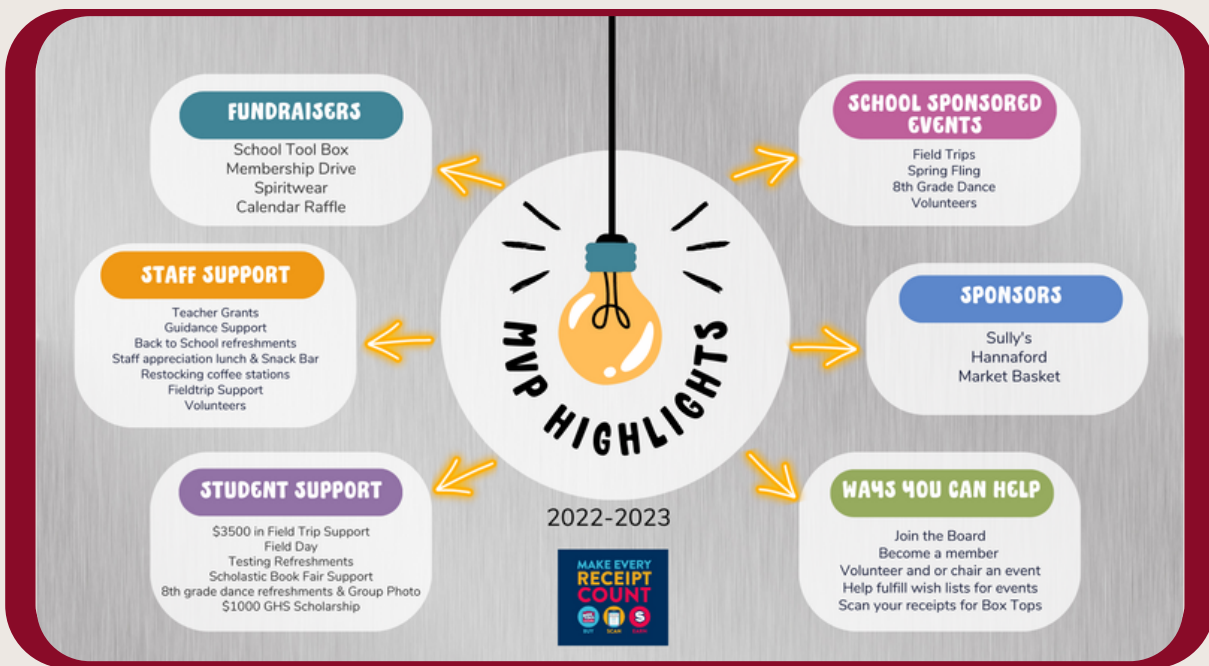 FUNDRAISERS
School Tool Box
Membership Drive
Spiritwear
Calendar Raffle
STAFF SUPPORT
Teacher Grants
Guidance Support
Back to School refreshments
Staff appreciation lunch & Snack Bar
Restocking coffee stations
Fieldtrip Support
Volunteers
STUDENT SUPPORT
$3500 in Field Trip Support
Field Day
Testing Refreshments
Scholastic Book Fair Support
8th grade dance refreshments & Group Photo
$1000 GHS Scholarship
MVP HIGHLIGHTS
2022-2023
MAKE EVERY
RECEIPT
COUNT
BUY SCAN EARN
SCHOOL SPONSORED
EVENTS
Field Trips
Spring Fling
8th Grade Dance
Volunteers
SPONSORS
Sully's
Hannaford
Market Basket
WAYS YOU CAN HELP
Join the Board
Become a member
Volunteer and or chair an event
Help fulfill wish lists for events
Scan your receipts for Box Tops